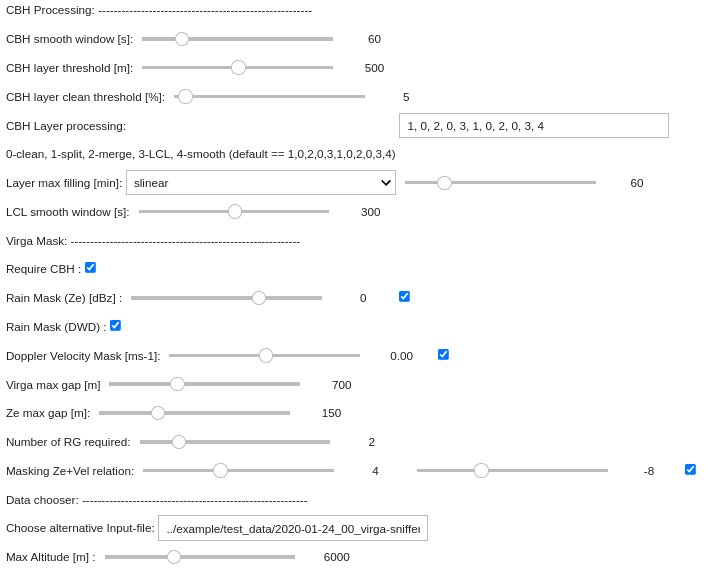 CBH Processing: -------------------------------------------------------
CBH smooth window [s]: 60
CBH layer threshold [m]: 500
CBH layer clean threshold [%]: 5
CBH Layer processing: 1, 0, 2, 0, 3, 1, 0, 2, 0, 3, 4
0-clean, 1-split, 2-merge, 3-LCL, 4-smooth (default == 1,0,2,0,3,1,0,2,0,3,4)
Layer max filling [min]: slinear 60
LCL smooth window [s]: 300
Virga Mask: -----------------------------------------------------------
Require CBH :
Rain Mask (Ze) [dBz] : 0
Rain Mask (DWD) :
Doppler Velocity Mask [ms-1]: 0.00
Virga max gap [m] 700
Ze max gap [m]: 150
Number of RG required: 2
Masking Ze+Vel relation: 4 -8
Data chooser: ----------------------------------------------------------
Choose alternative Input-file: ../example/test_data/2020-01-24_00_virga-sniffer
Max Altitude [m] : 6000